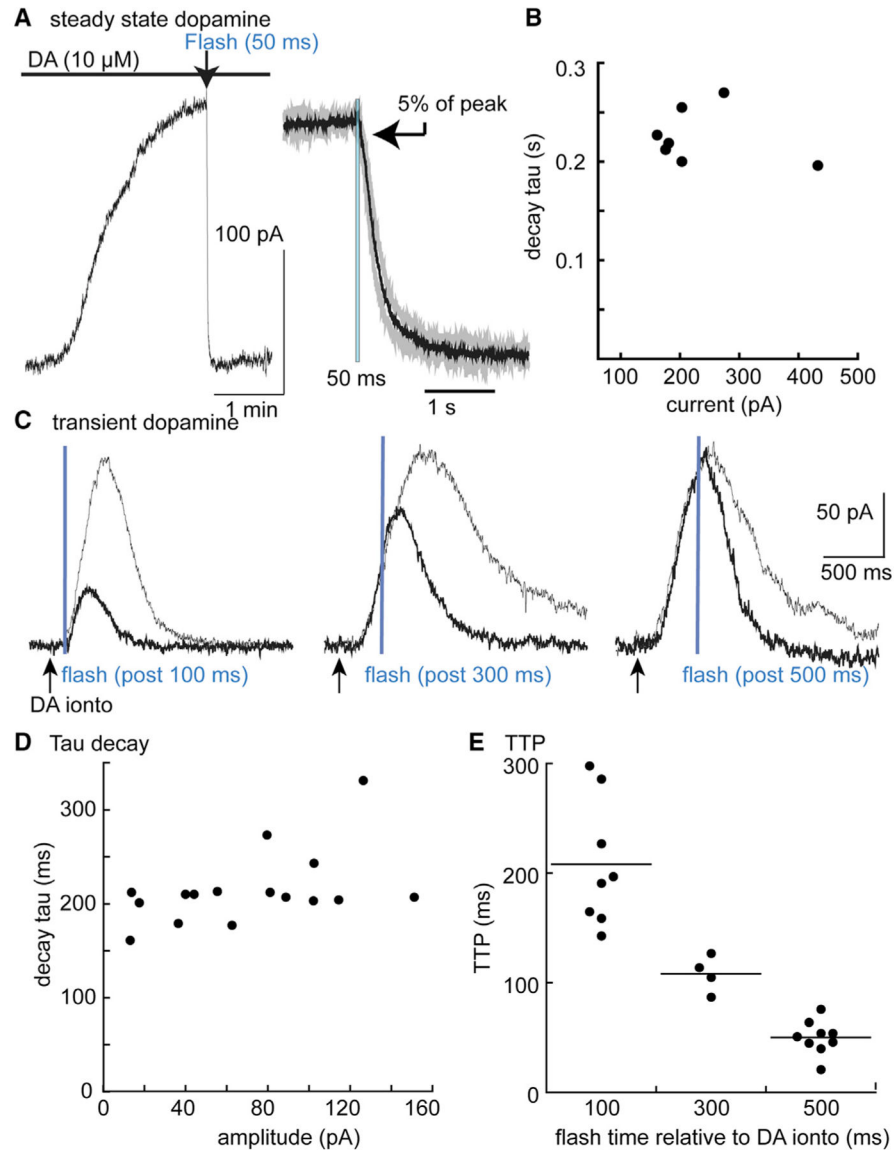 A steady state dopamine
Flash (50 ms)
DA (10 µM)
5% of peak
100 pA
1 min
50 ms
1 s
B
0.3
0.2
0.1
decay tau (s)
100 200 300 400 500
current (pA)
C transient dopamine
50 pA
500 ms
flash (post 100 ms)
flash (post 300 ms)
flash (post 500 ms)
DA ionto
D Tau decay
300
200
100
0
decay tau (ms)
0 40 80 120 160
amplitude (pA)
E TTP
300
200
100
0
TTP (ms)
100 300 500
flash time relative to DA ionto (ms)